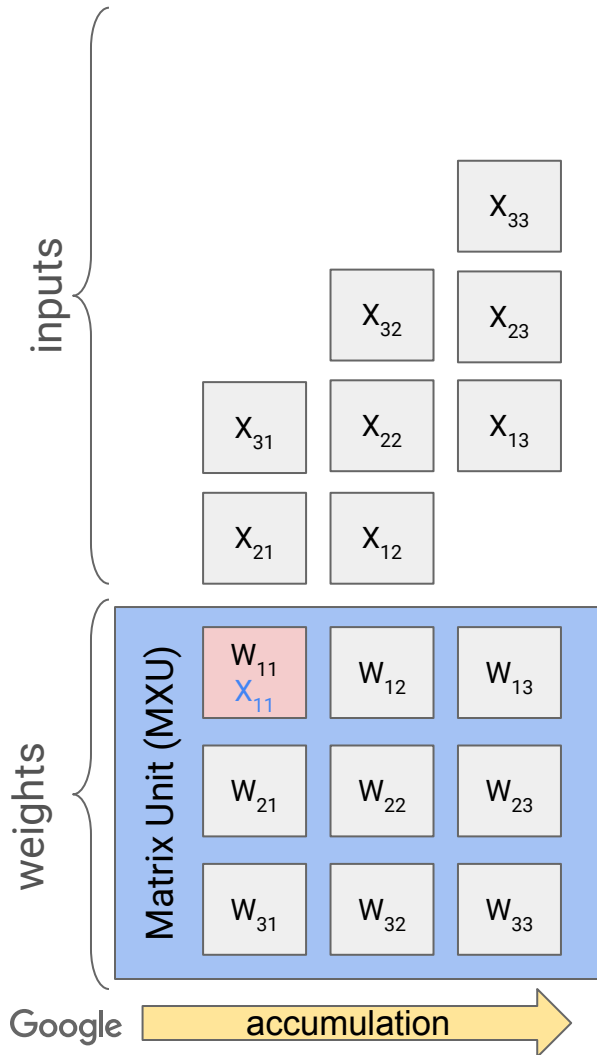 inputs
X33
X32 X23
X31 X22 X13
X21 X12
weights
Matrix Unit (MXU)
W11 W12 W13
X11
W21 W22 W23
W31 W32 W33
Google
accumulation